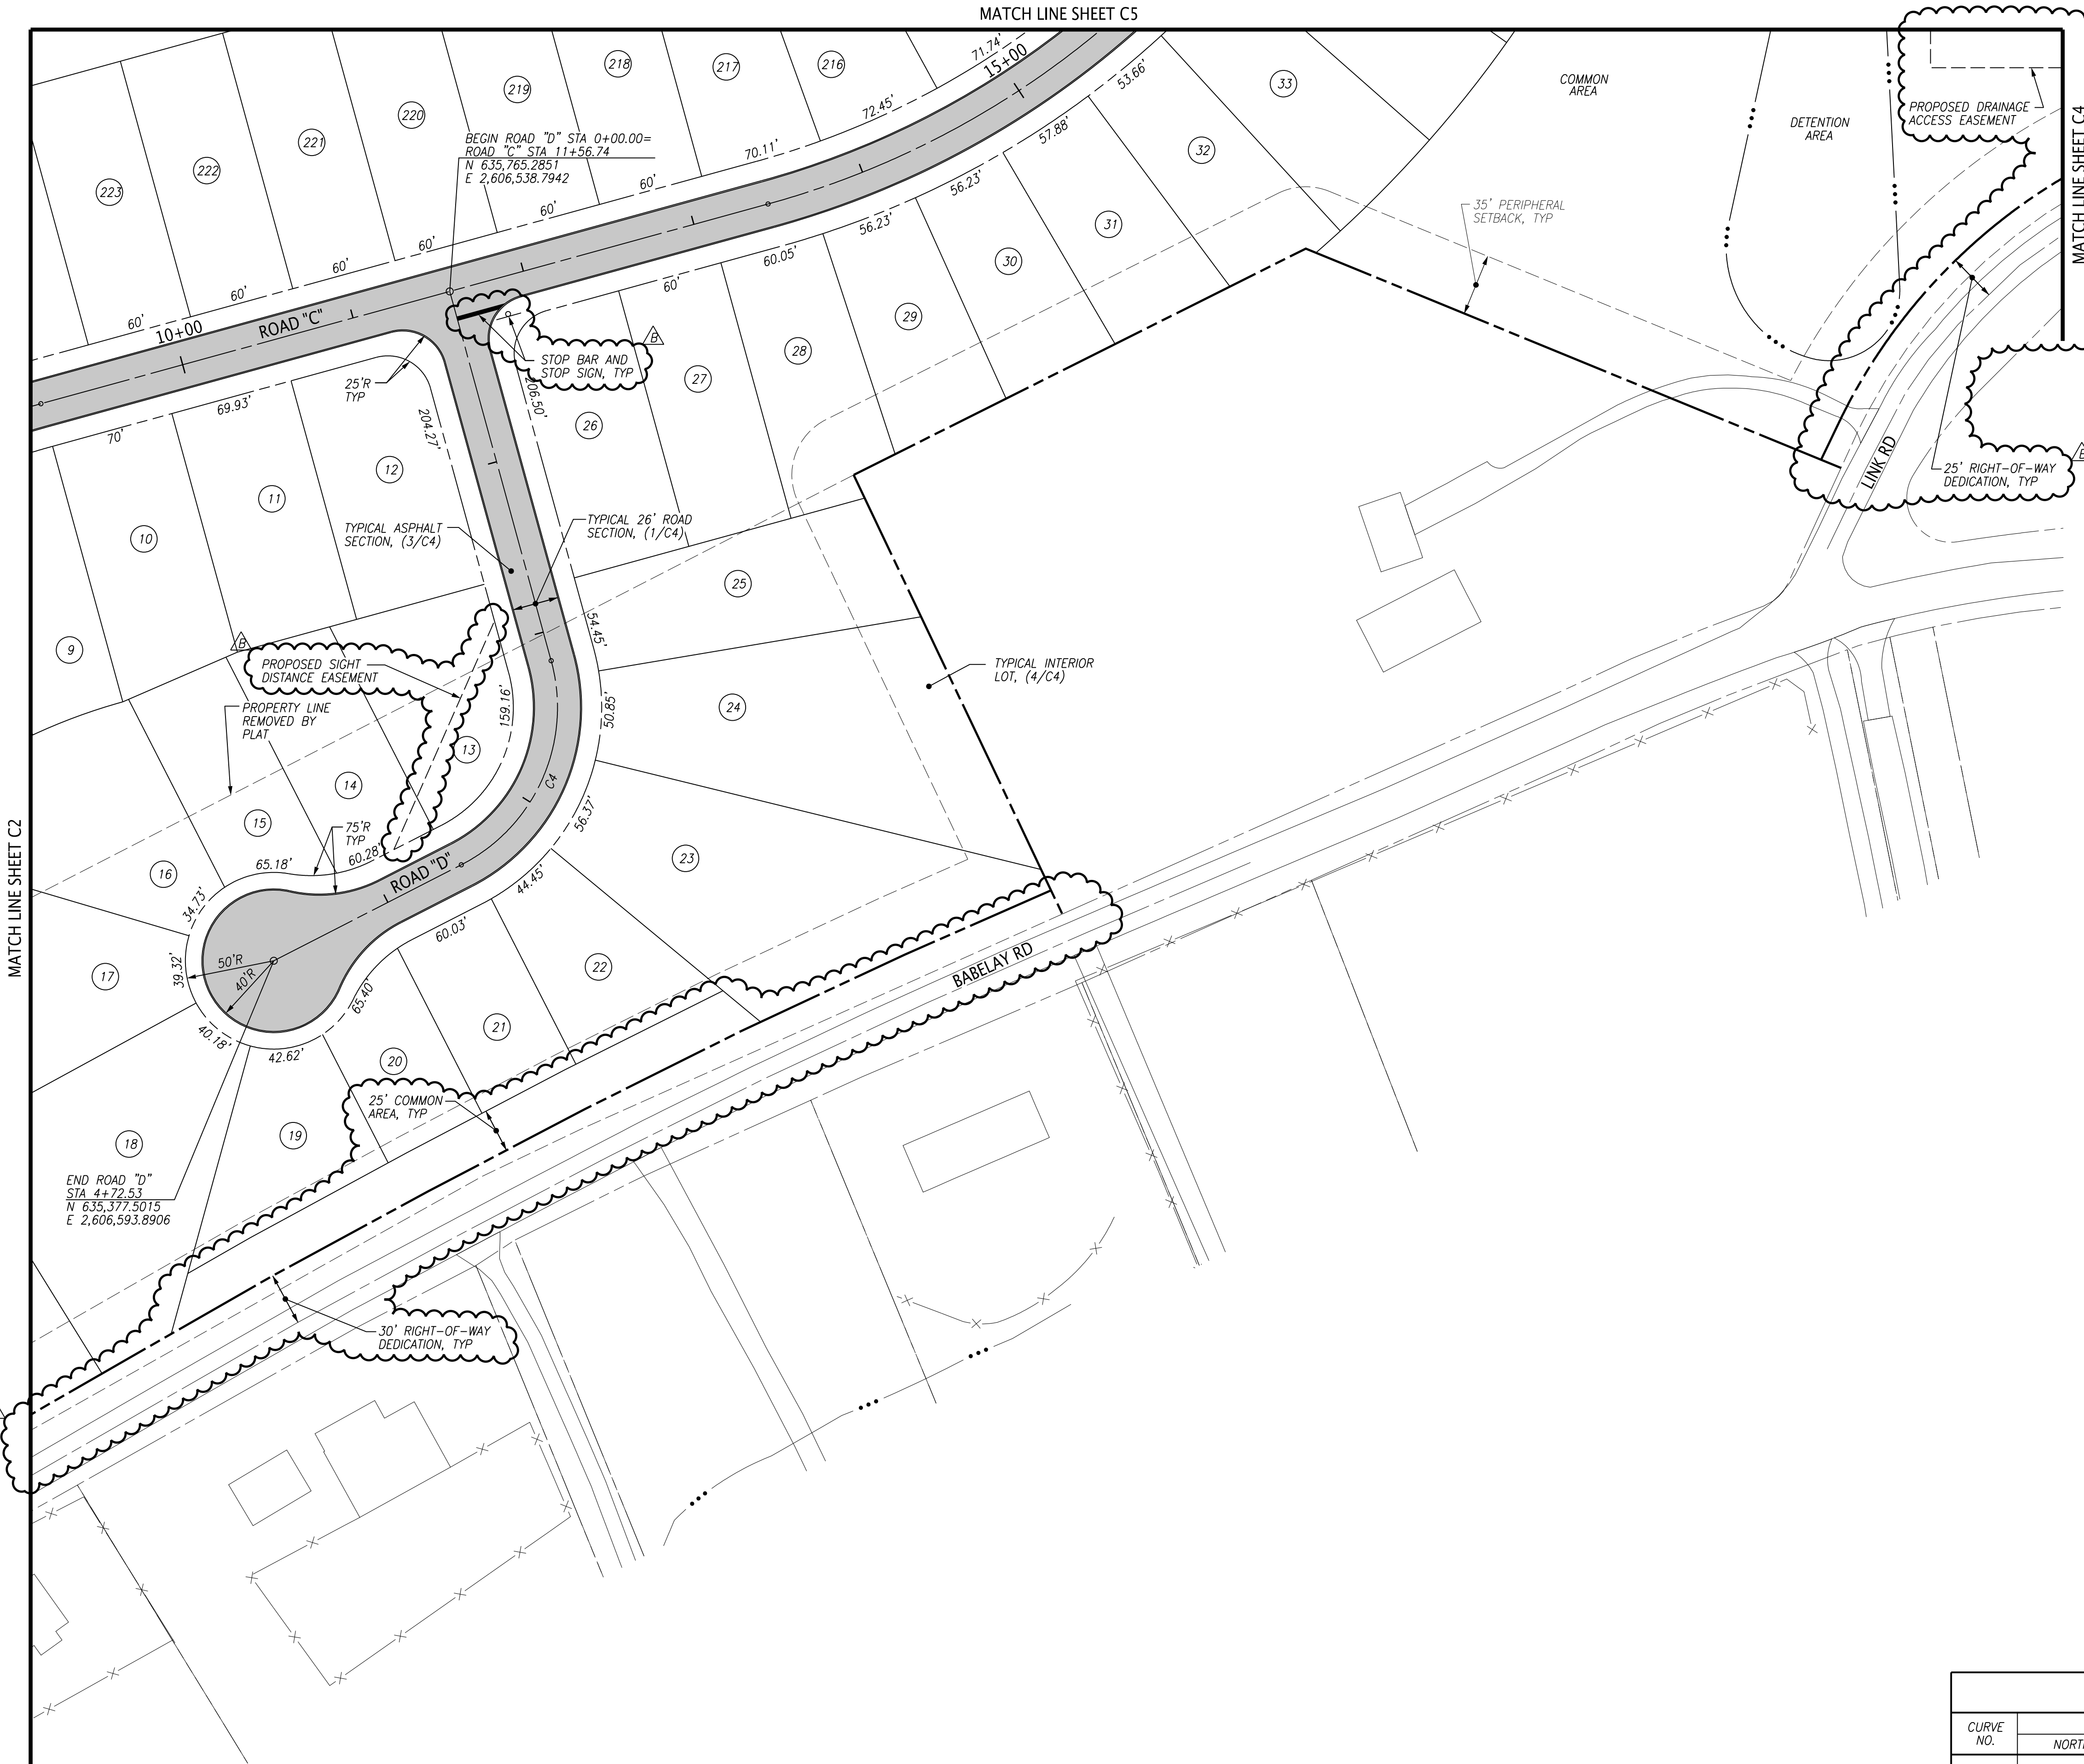 MATCH LINE SHEET C5
MATCH LINE SHEET C4
MATCH LINE SHEET C2
223
222
221
220
219
218
217
216
71.74'
15+00
72.45'
53.66'
57.88'
70.11'
56.23'
56.23'
60'
60'
60'
60'
60'
60'
60.05'
60'
33
32
31
30
29
28
27
26
COMMON
AREA
DETENTION
AREA
PROPOSED DRAINAGE
ACCESS EASEMENT
BEGIN ROAD "D" STA 0+00.00=
ROAD "C" STA 11+56.74
N 635,765.2851
E 2,606,538.7942
35' PERIPHERAL
SETBACK, TYP
10+00
ROAD "C"
STOP BAR AND
STOP SIGN, TYP
B
25'R
TYP
69.93'
70'
204.27'
206.50'
12
11
10
9
LINK RD
25' RIGHT-OF-WAY
DEDICATION, TYP
TYPICAL ASPHALT
SECTION, (3/C4)
TYPICAL 26' ROAD
SECTION, (1/C4)
25
54.45'
B
PROPOSED SIGHT
DISTANCE EASEMENT
TYPICAL INTERIOR
LOT, (4/C4)
PROPERTY LINE
REMOVED BY
PLAT
159.16'
50.85'
24
13
14
15
16
C4
56.37'
75'R
TYP
60.28'
65.18'
ROAD "D"
44.45'
23
34.73'
39.32'
50'R
40'R
60.03'
65.40'
17
22
21
20
BABELAY RD
40.18'
42.62'
25' COMMON
AREA, TYP
18
19
END ROAD "D"
STA 4+72.53
N 635,377.5015
E 2,606,593.8906
30' RIGHT-OF-WAY
DEDICATION, TYP
CURVE
NO.